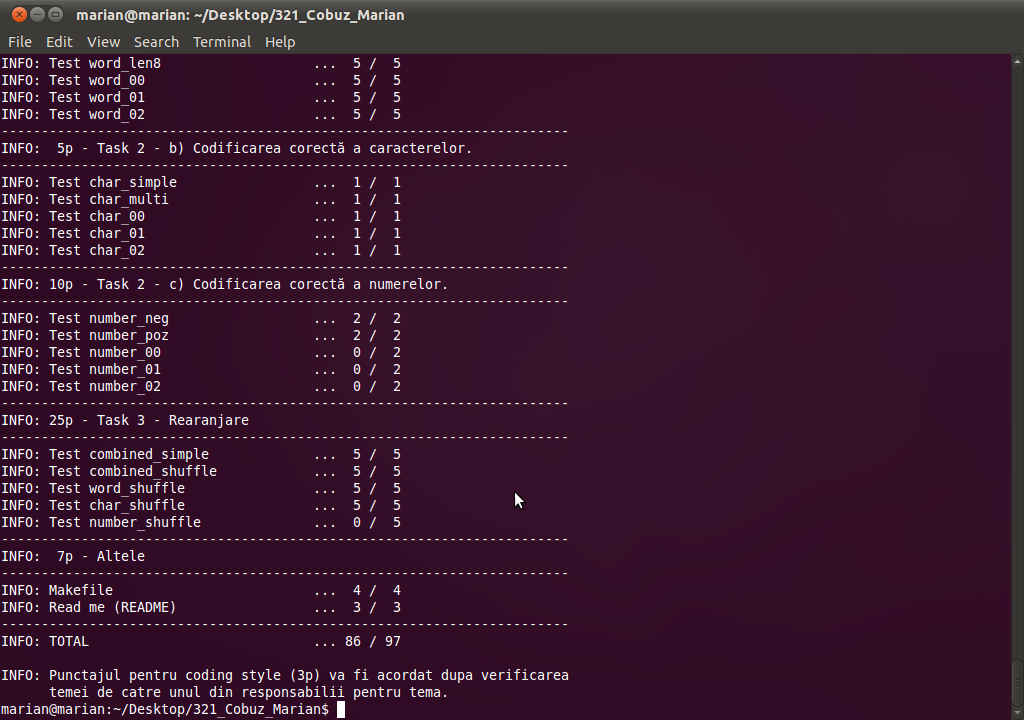 marian@marian: ~/Desktop/321_Cobuz_Marian
File Edit View Search Terminal Help
INFO: Test word_len8                   ...  5 /  5
INFO: Test word_00                     ...  5 /  5
INFO: Test word_01                     ...  5 /  5
INFO: Test word_02                     ...  5 /  5
-----------------------------------------------------------------------
INFO:  5p - Task 2 - b) Codificarea corectă a caracterelor.
-----------------------------------------------------------------------
INFO: Test char_simple                 ...  1 /  1
INFO: Test char_multi                  ...  1 /  1
INFO: Test char_00                     ...  1 /  1
INFO: Test char_01                     ...  1 /  1
INFO: Test char_02                     ...  1 /  1
-----------------------------------------------------------------------
INFO: 10p - Task 2 - c) Codificarea corectă a numerelor.
-----------------------------------------------------------------------
INFO: Test number_neg                  ...  2 /  2
INFO: Test number_poz                  ...  2 /  2
INFO: Test number_00                   ...  0 /  2
INFO: Test number_01                   ...  0 /  2
INFO: Test number_02                   ...  0 /  2
-----------------------------------------------------------------------
INFO: 25p - Task 3 - Rearanjare
-----------------------------------------------------------------------
INFO: Test combined_simple             ...  5 /  5
INFO: Test combined_shuffle            ...  5 /  5
INFO: Test word_shuffle                ...  5 /  5
INFO: Test char_shuffle                ...  5 /  5
INFO: Test number_shuffle              ...  0 /  5
-----------------------------------------------------------------------
INFO:  7p - Altele
-----------------------------------------------------------------------
INFO: Makefile                         ...  4 /  4
INFO: Read me (README)                 ...  3 /  3
-----------------------------------------------------------------------
INFO: TOTAL                            ... 86 / 97
INFO: Punctajul pentru coding style (3p) va fi acordat dupa verificarea
      temei de catre unul din responsabilii pentru tema.
marian@marian:~/Desktop/321_Cobuz_Marian$